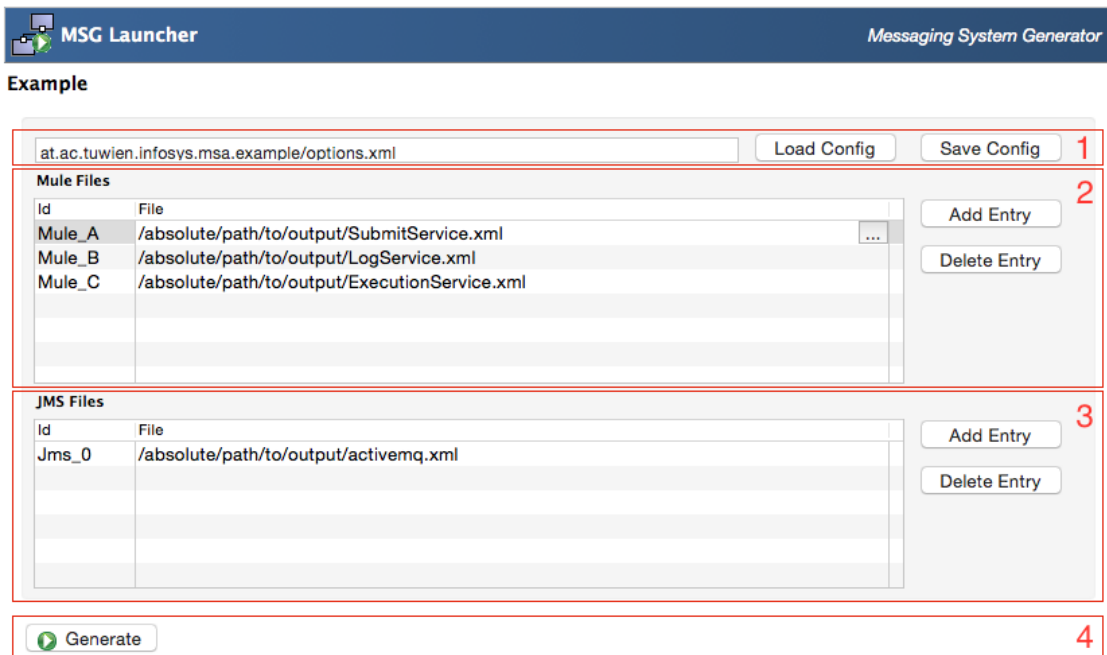 MSG Launcher Messaging System Generator
Example
at.ac.tuwien.infosys.msa.example/options.xml Load Config Save Config 1
Mule Files 2
Id File Add Entry
Mule_A /absolute/path/to/output/SubmitService.xml ...
Mule_B /absolute/path/to/output/LogService.xml Delete Entry
Mule_C /absolute/path/to/output/ExecutionService.xml
JMS Files 3
Id File Add Entry
Jms_0 /absolute/path/to/output/activemq.xml
Delete Entry
Generate 4